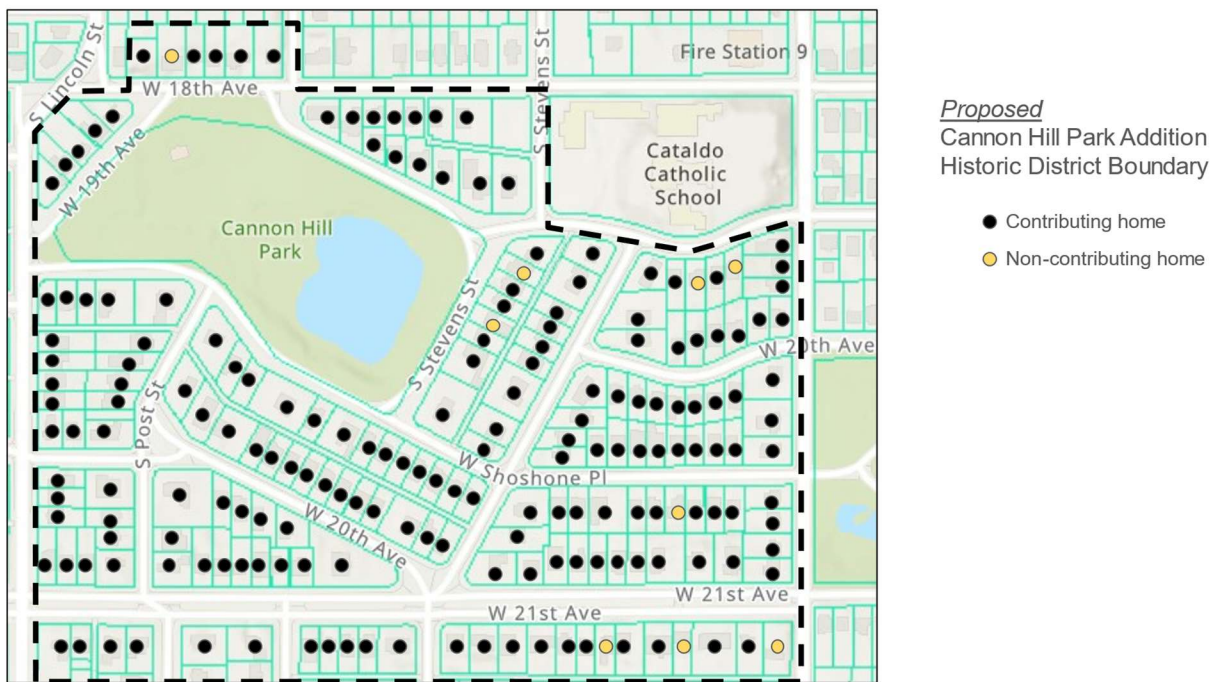 S Lincoln St
W 18th Ave
S Stevens St
Fire Station 9
W 19th Ave
Cataldo
Catholic
School
Cannon Hill
Park
S Stevens St
W 20th Ave
S Post St
W Shoshone Pl
W 20th Ave
W 21st Ave
W 21st Ave
Proposed
Cannon Hill Park Addition
Historic District Boundary
Contributing home
Non-contributing home